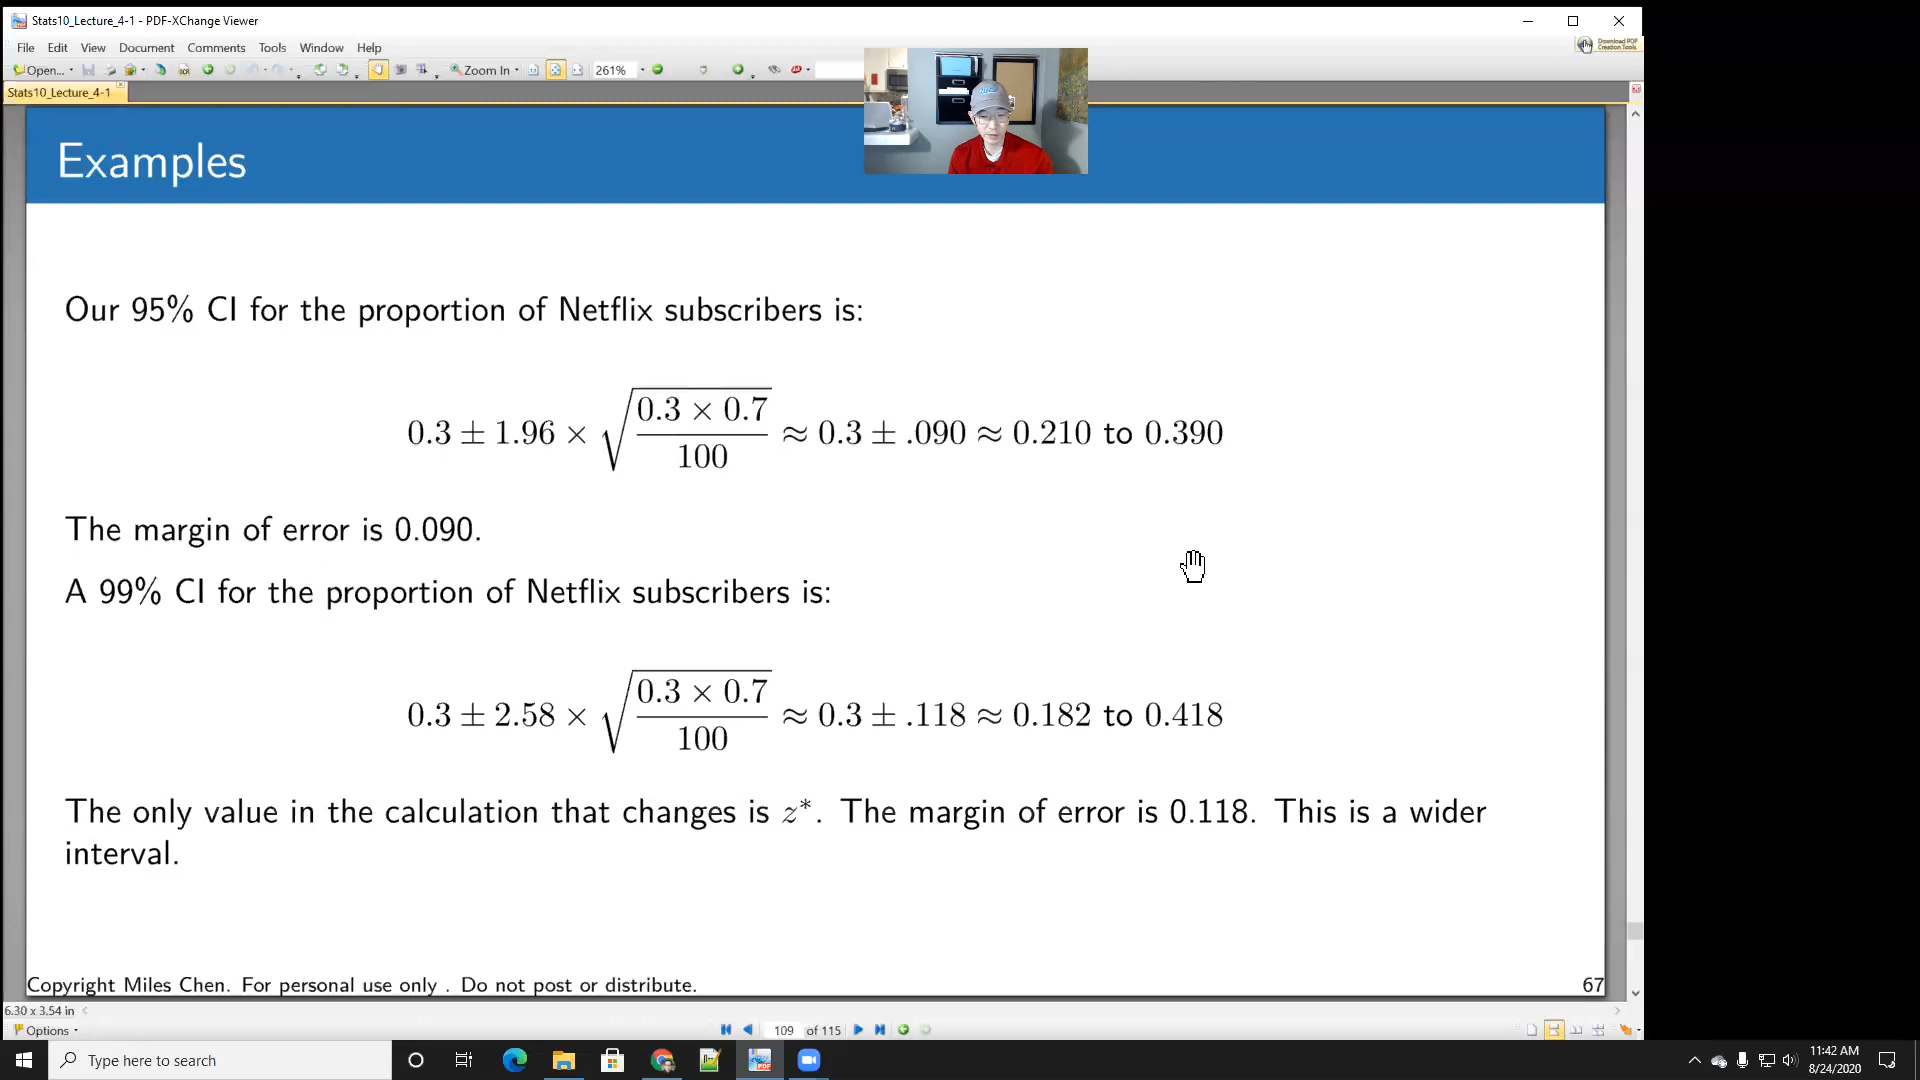 Stats10_Lecture_4-1 - PDF-XChange Viewer
File Edit View Document Comments Tools Window Help
Download PDF
Creation Tools
Open... Zoom In 261%
Stats10_Lecture_4-1
Examples
Our 95% CI for the proportion of Netflix subscribers is:
0.3 ± 1.96 × √(0.3 × 0.7 / 100) ≈ 0.3 ± .090 ≈ 0.210 to 0.390
The margin of error is 0.090.
A 99% CI for the proportion of Netflix subscribers is:
0.3 ± 2.58 × √(0.3 × 0.7 / 100) ≈ 0.3 ± .118 ≈ 0.182 to 0.418
The only value in the calculation that changes is z*. The margin of error is 0.118. This is a wider
interval.
Copyright Miles Chen. For personal use only . Do not post or distribute. 67
6.30 x 3.54 in
Options 109 of 115
Type here to search
11:42 AM
8/24/2020